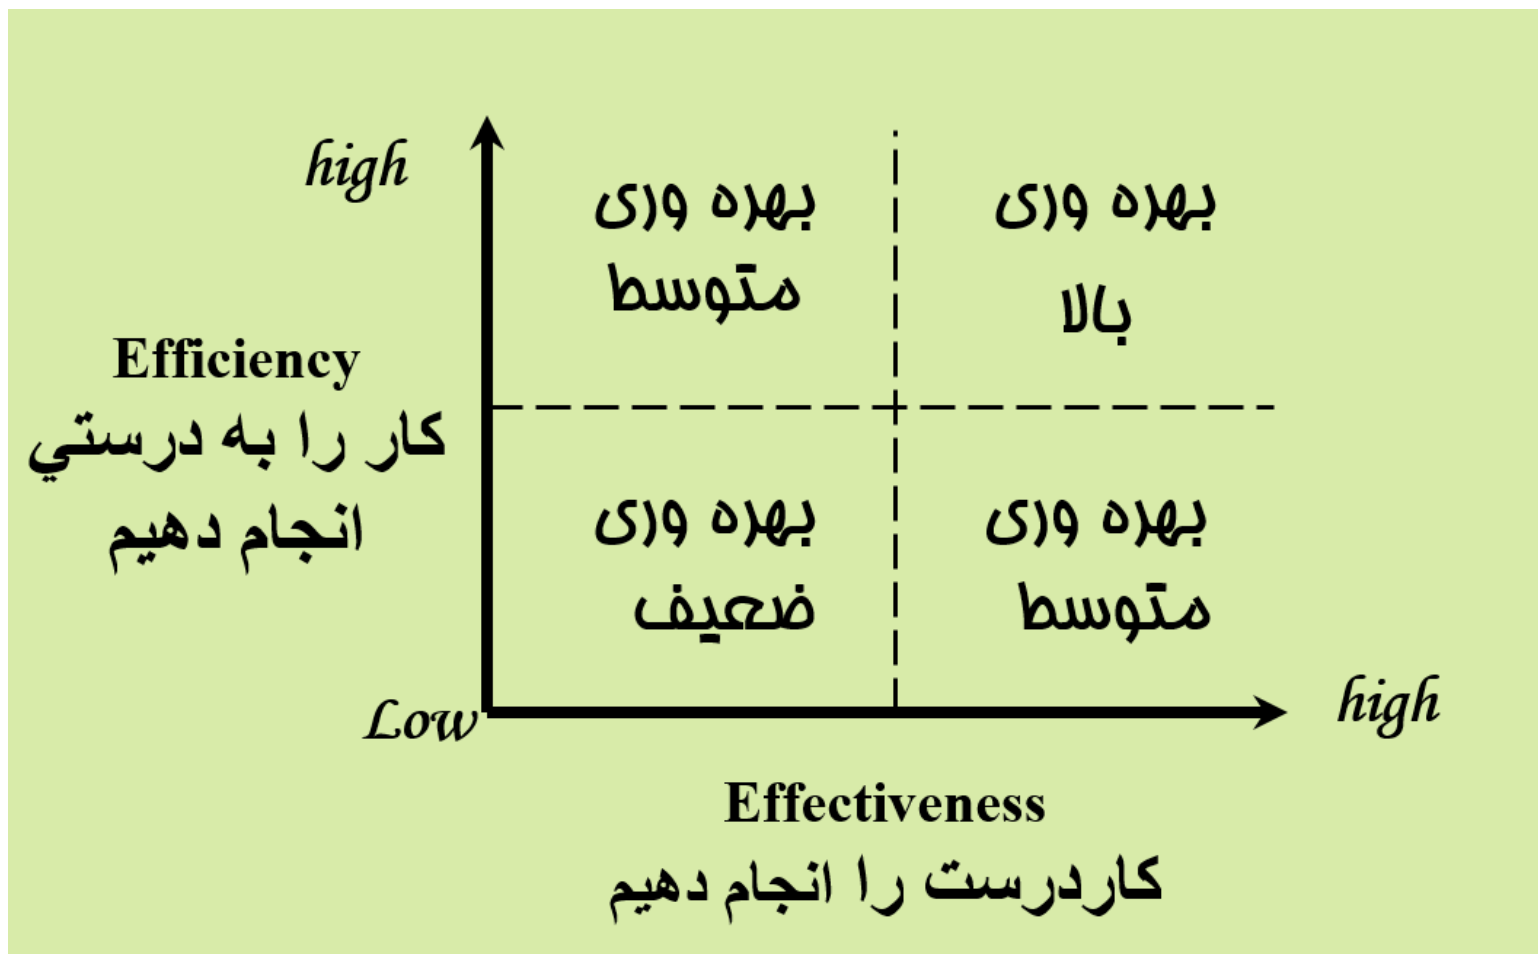 high
بهره وری
متوسط
بهره وری
بالا
Efficiency
کار را به درستي
انجام دهیم
بهره وری
ضعیف
بهره وری
متوسط
Low
high
Effectiveness
کاردرست را انجام دهیم